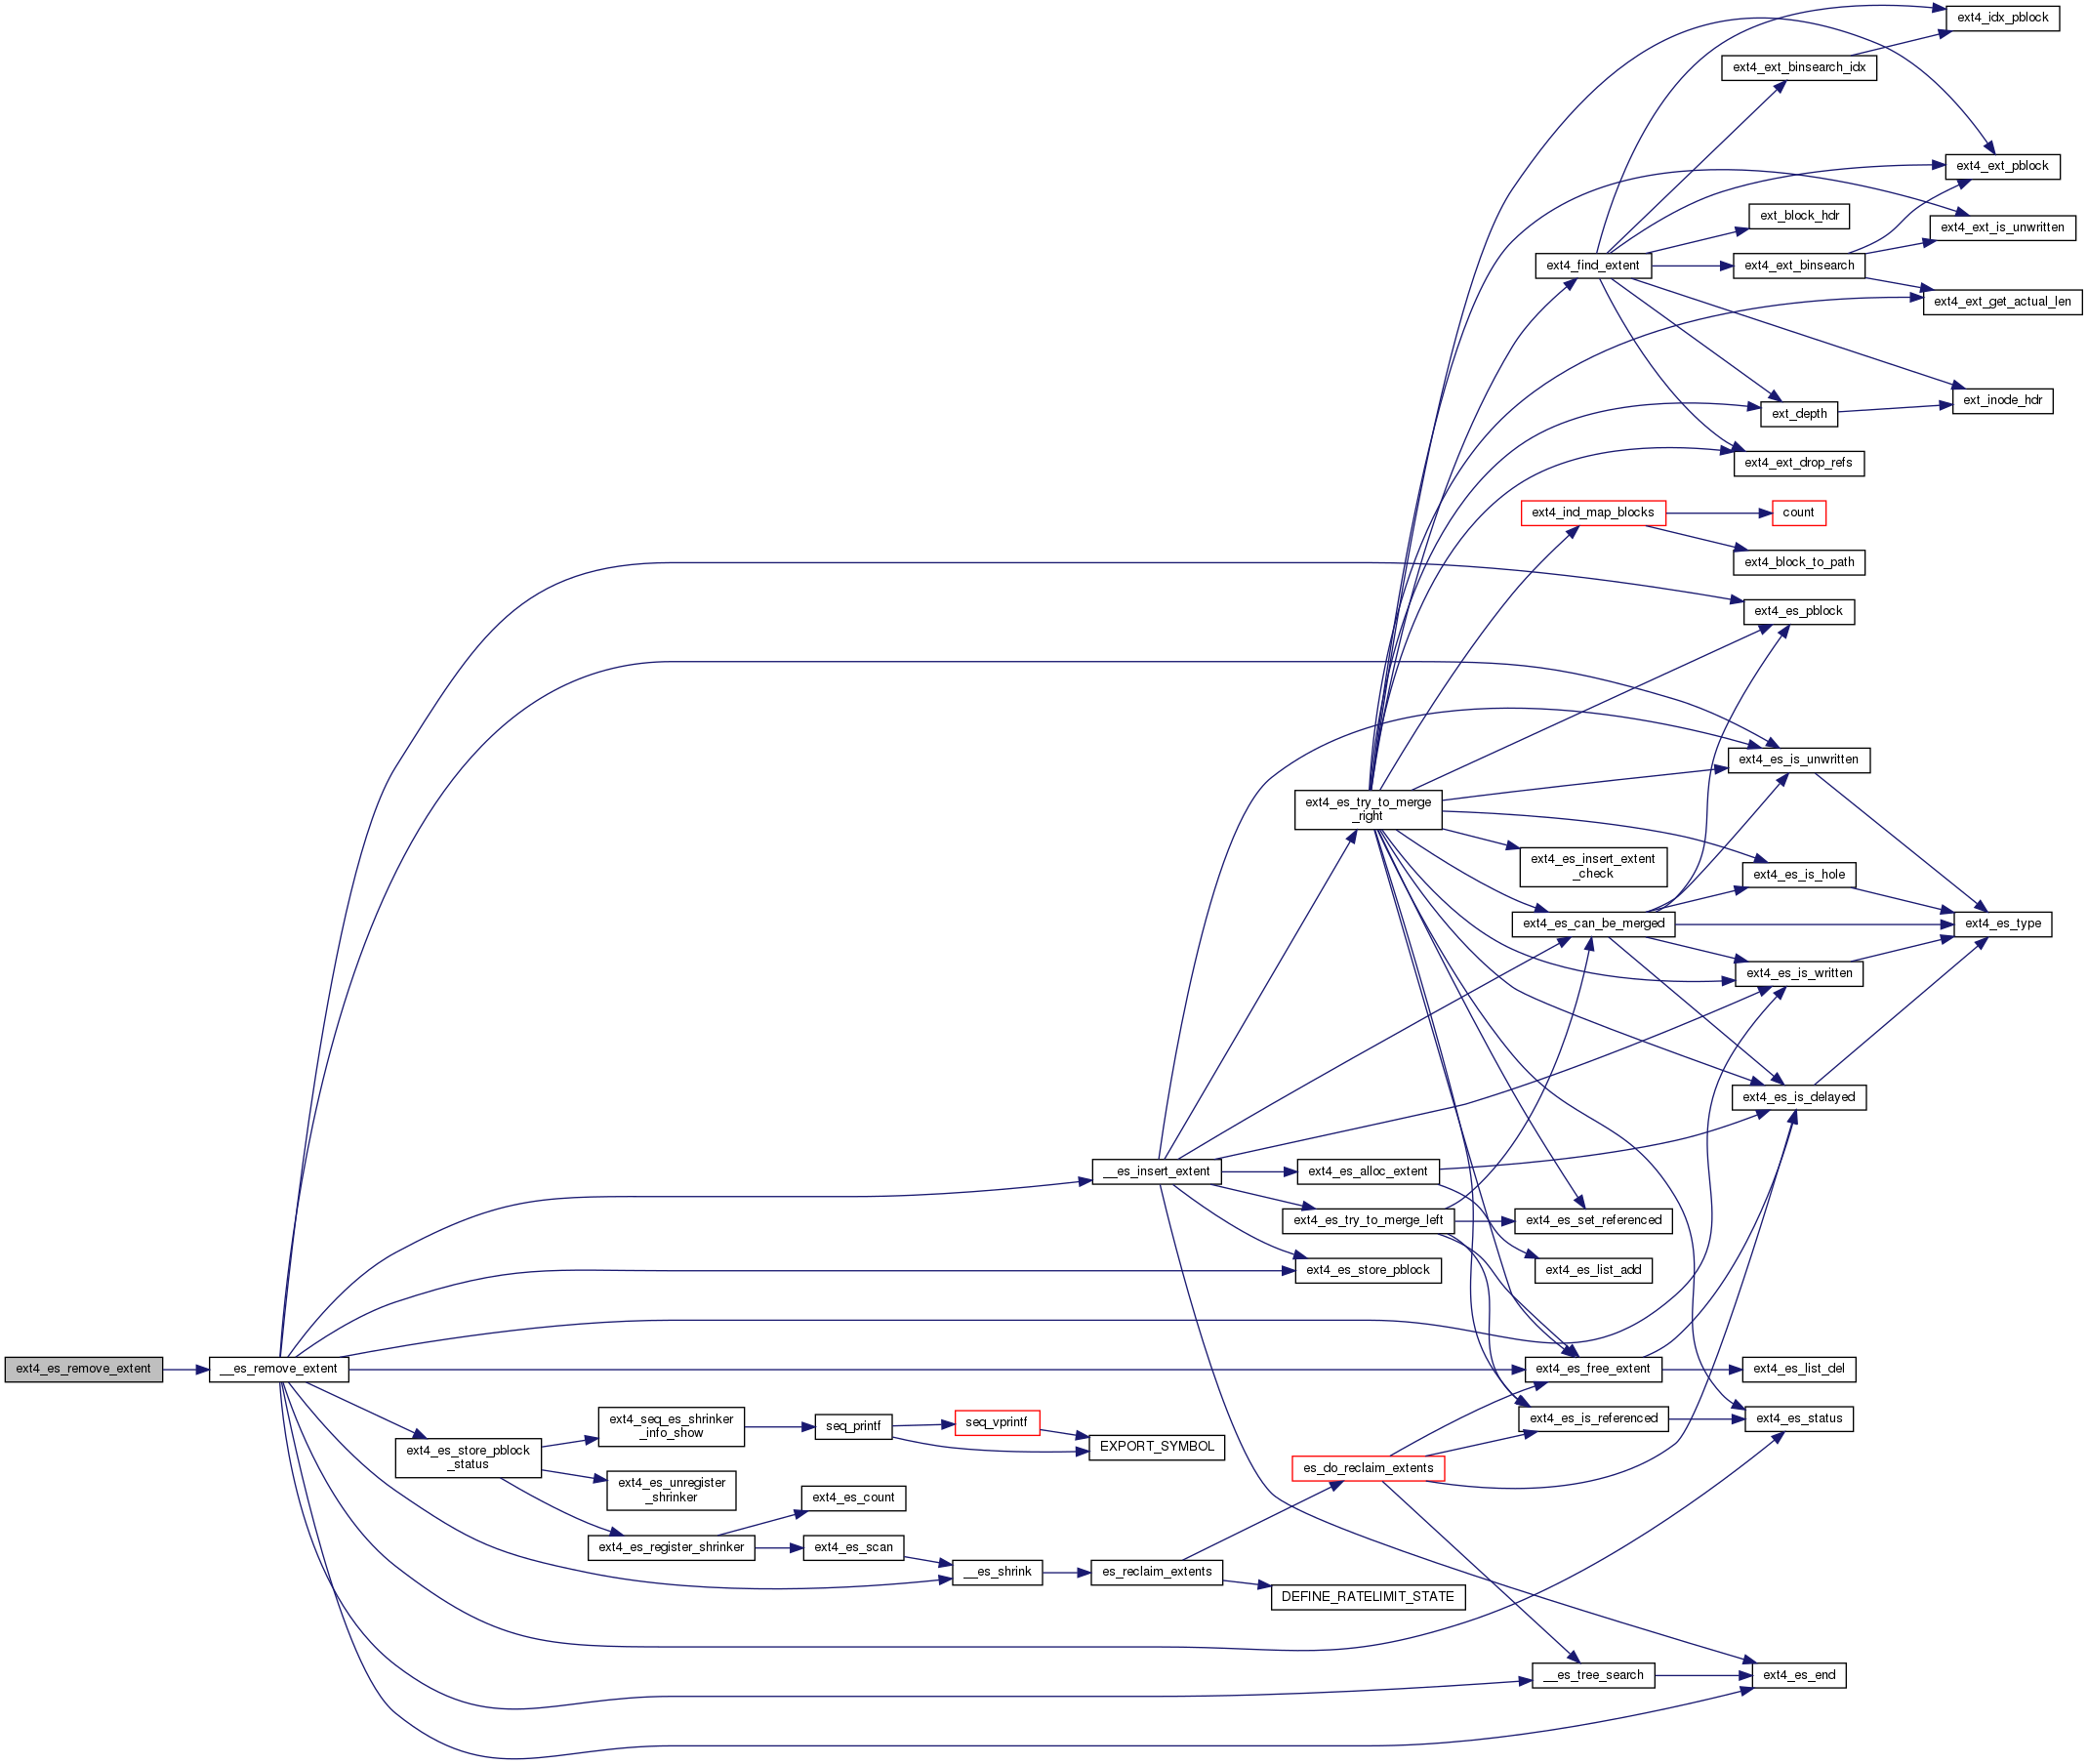 ext4_idx_pblock
ext4_ext_binsearch_idx
ext4_ext_pblock
ext_block_hdr
ext4_ext_is_unwritten
ext4_find_extent
ext4_ext_binsearch
ext4_ext_get_actual_len
ext_inode_hdr
ext_depth
ext4_ext_drop_refs
ext4_ind_map_blocks
count
ext4_block_to_path
ext4_es_pblock
ext4_es_is_unwritten
ext4_es_try_to_merge
_right
ext4_es_insert_extent
_check
ext4_es_is_hole
ext4_es_can_be_merged
ext4_es_type
ext4_es_is_written
ext4_es_is_delayed
__es_insert_extent
ext4_es_alloc_extent
ext4_es_try_to_merge_left
ext4_es_set_referenced
ext4_es_store_pblock
ext4_es_list_add
ext4_es_remove_extent
__es_remove_extent
ext4_es_free_extent
ext4_es_list_del
ext4_seq_es_shrinker
_info_show
seq_printf
seq_vprintf
EXPORT_SYMBOL
ext4_es_is_referenced
ext4_es_status
ext4_es_store_pblock
_status
es_do_reclaim_extents
ext4_es_unregister
_shrinker
ext4_es_count
ext4_es_register_shrinker
ext4_es_scan
__es_shrink
es_reclaim_extents
DEFINE_RATELIMIT_STATE
__es_tree_search
ext4_es_end